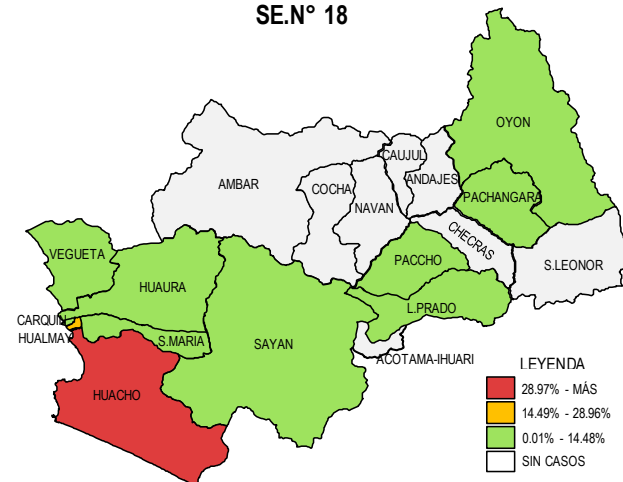 SE.N° 18
OYON
CAUJUL
ANDAJES
AMBAR
COCHA
NAVAN
PACHANGARA
CHECRAS
VEGUETA
PACCHO
S.LEONOR
HUAURA
L.PRADO
CARQUIN
HUALMAY
S.MARIA
SAYAN
ACOTAMA-IHUARI
HUACHO
LEYENDA
28.97% - MÁS
14.49% - 28.96%
0.01% - 14.48%
SIN CASOS